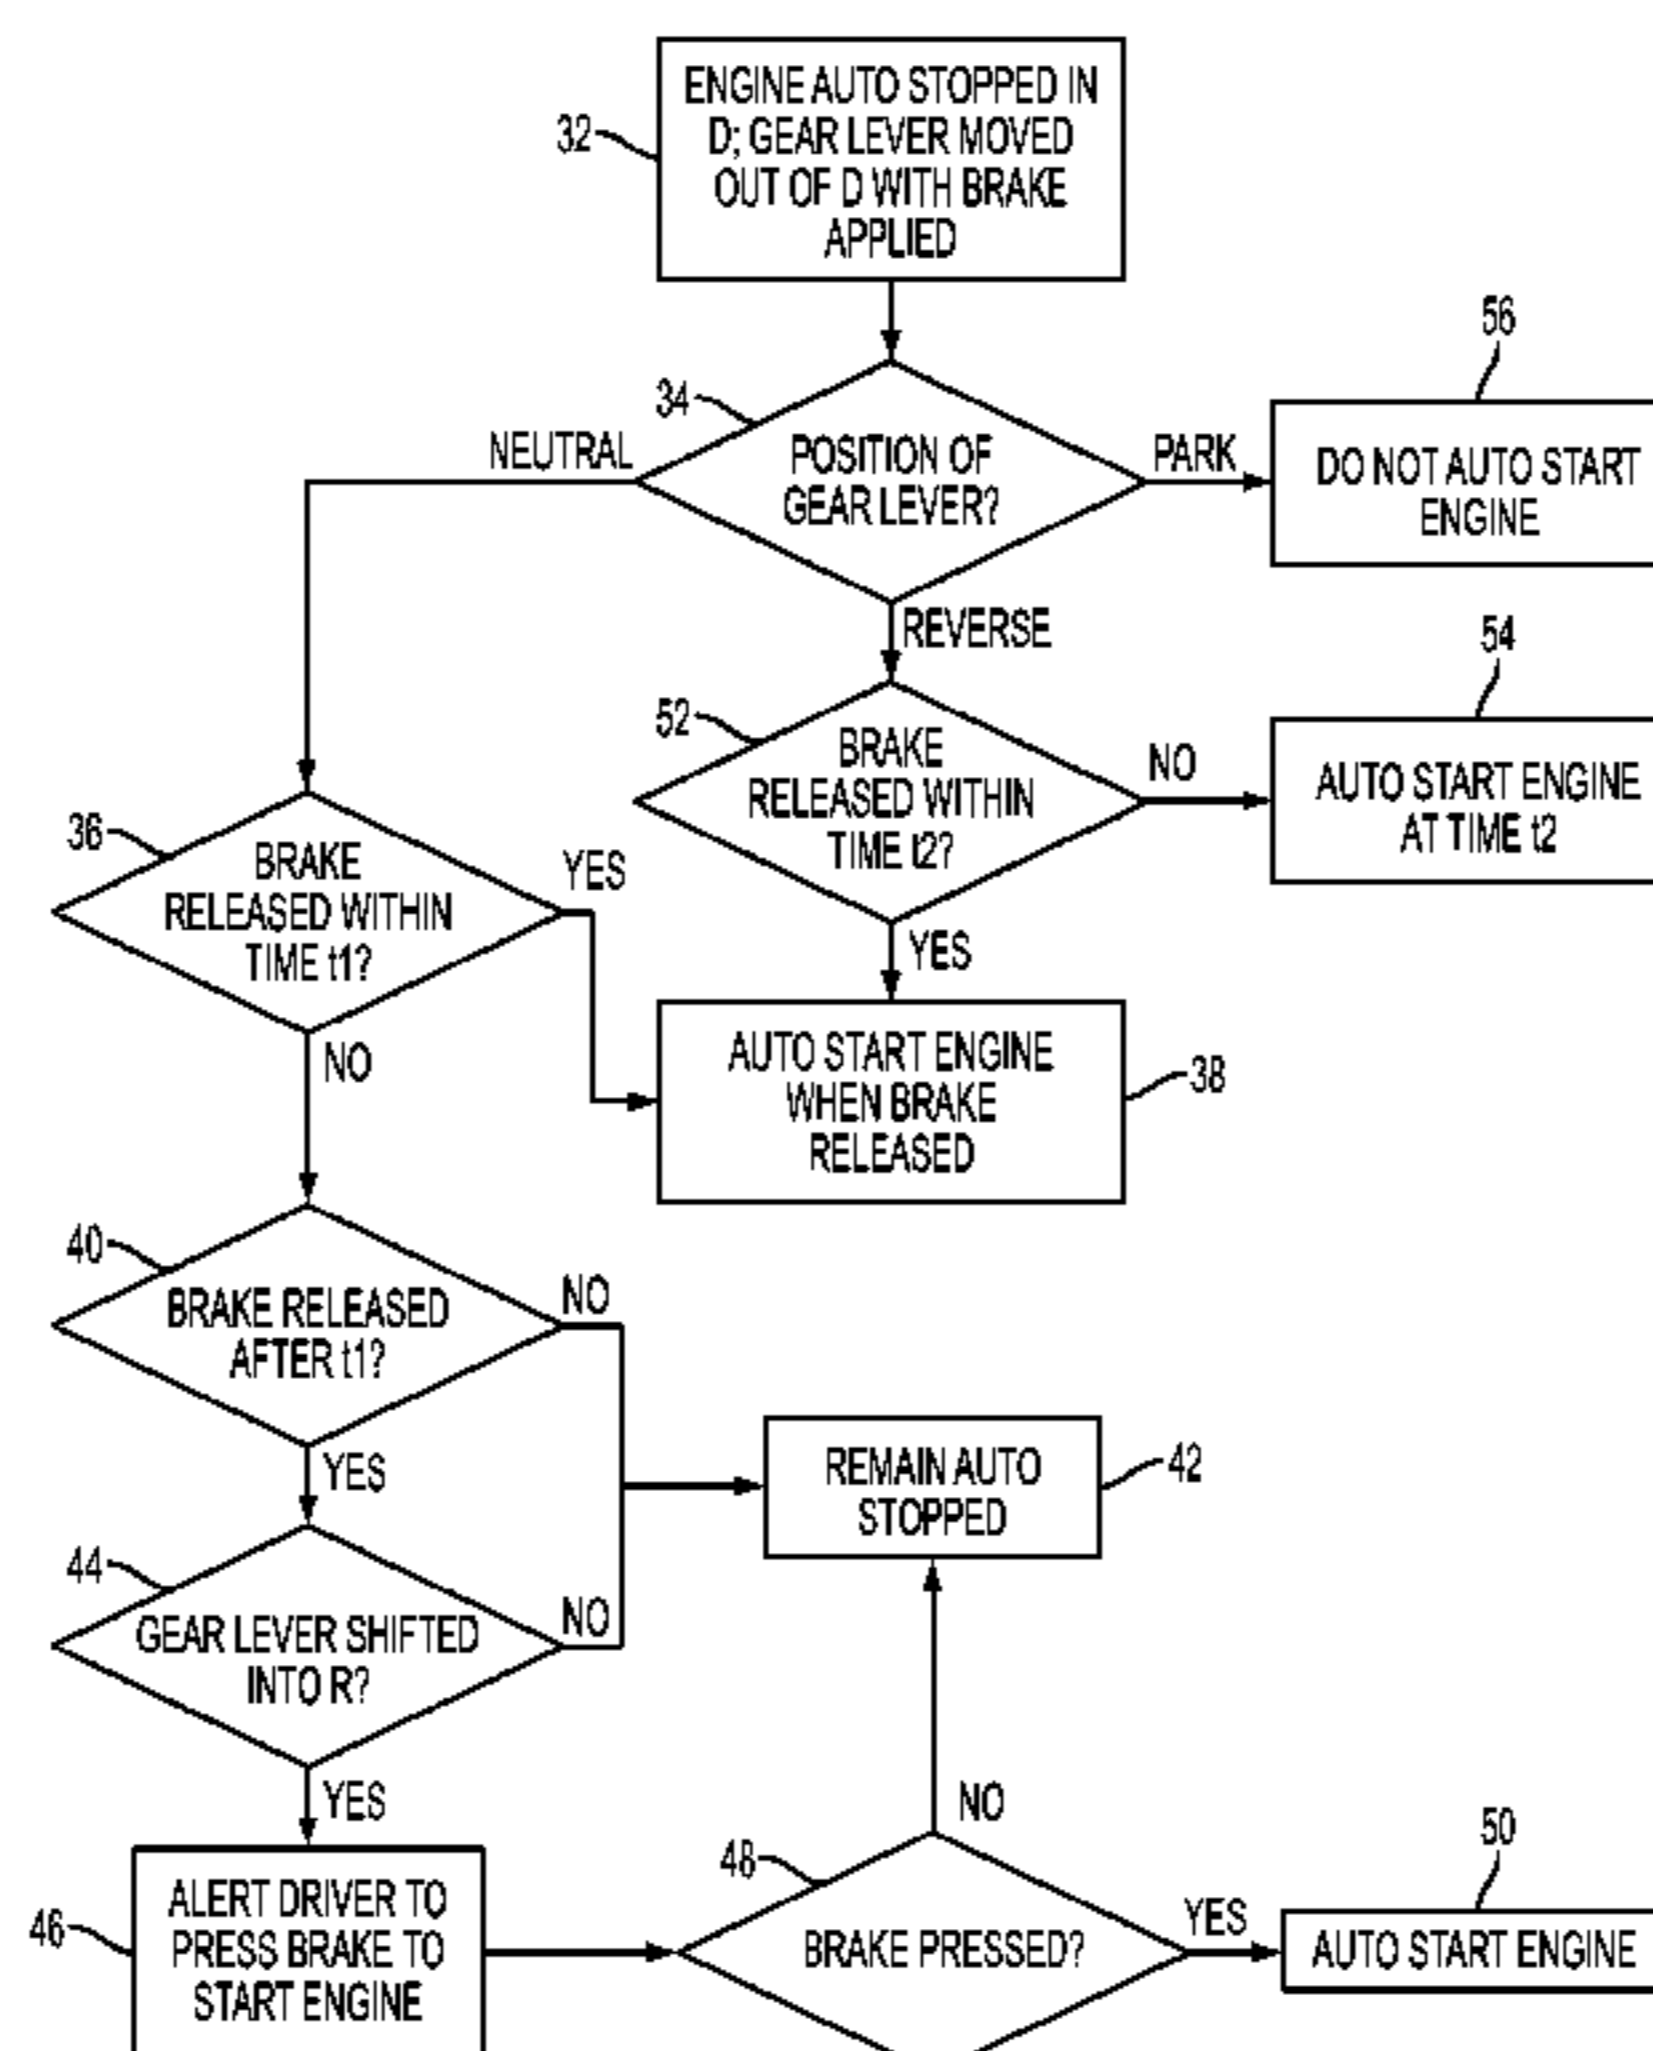 ENGINE AUTO STOPPED IN
D; GEAR LEVER MOVED
OUT OF D WITH BRAKE
APPLIED
32
56
34
NEUTRAL
POSITION OF
GEAR LEVER?
PARK
DO NOT AUTO START
ENGINE
REVERSE
54
52
BRAKE
RELEASED WITHIN
TIME t2?
NO
AUTO START ENGINE
AT TIME t2
36
BRAKE
RELEASED WITHIN
TIME t1?
YES
YES
NO
AUTO START ENGINE
WHEN BRAKE
RELEASED
38
40
BRAKE RELEASED
AFTER t1?
NO
YES
REMAIN AUTO
STOPPED
42
44
GEAR LEVER SHIFTED
INTO R?
NO
YES
NO
46
ALERT DRIVER TO
PRESS BRAKE TO
START ENGINE
48
BRAKE PRESSED?
YES
50
AUTO START ENGINE